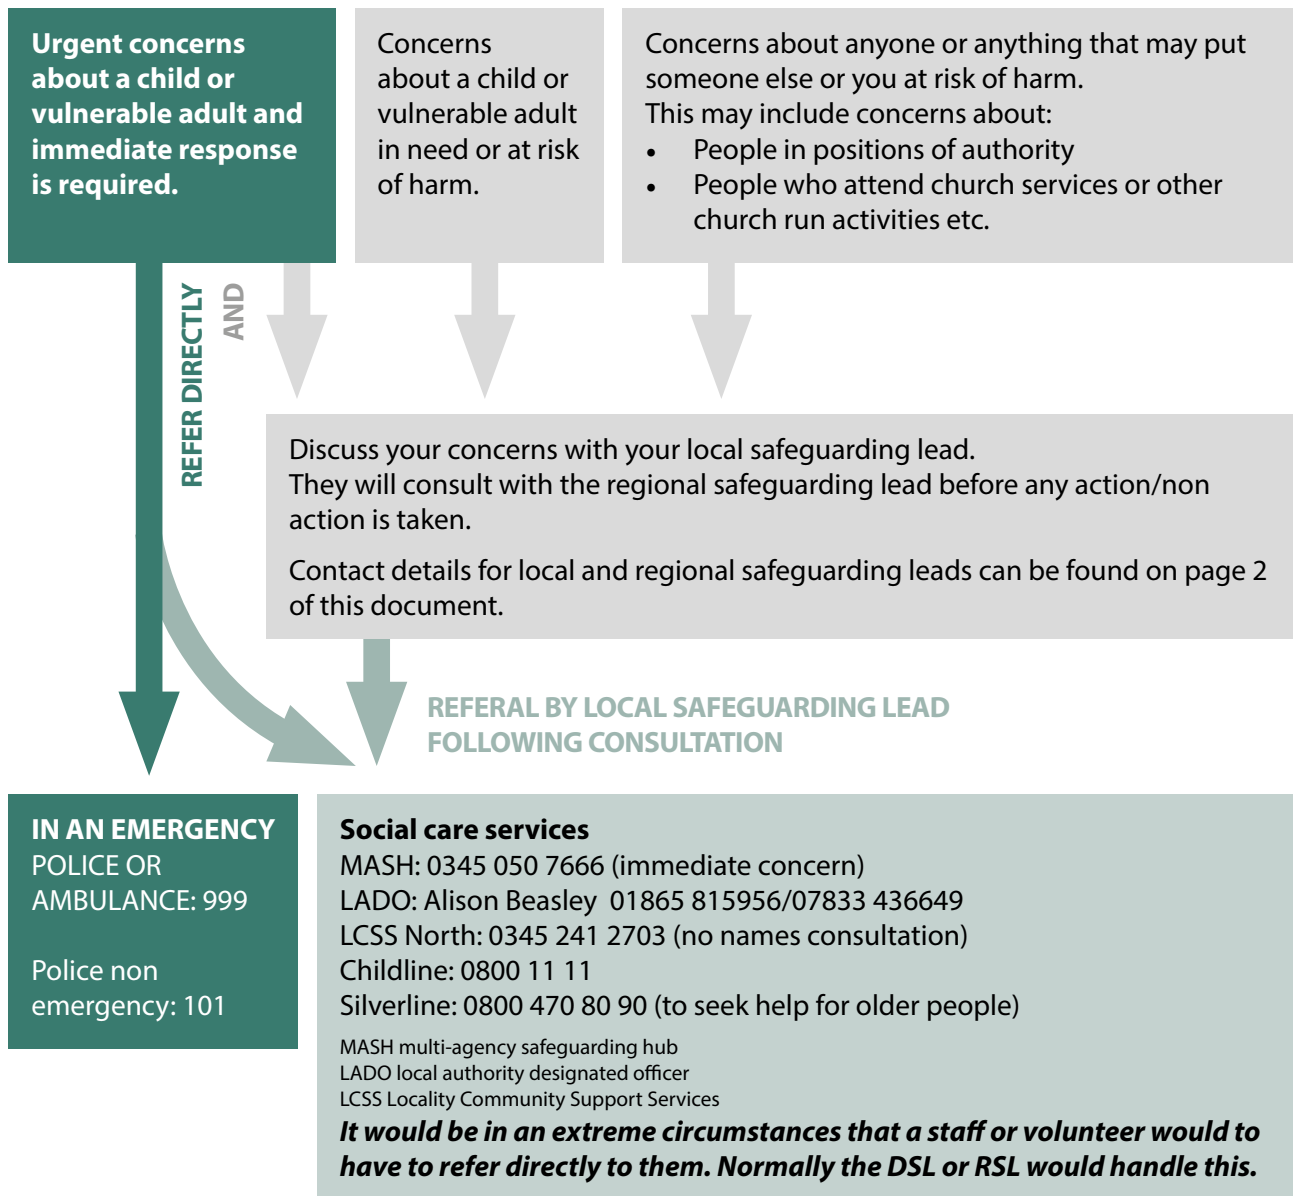 Urgent concerns
about a child or
vulnerable adult and
immediate response
is required.
Concerns
about a child or
vulnerable adult
in need or at risk
of harm.
Concerns about anyone or anything that may put
someone else or you at risk of harm.
This may include concerns about:
• People in positions of authority
• People who attend church services or other
church run activities etc.
REFER DIRECTLY
AND
Discuss your concerns with your local safeguarding lead.
They will consult with the regional safeguarding lead before any action/non
action is taken.
Contact details for local and regional safeguarding leads can be found on page 2
of this document.
REFERAL BY LOCAL SAFEGUARDING LEAD
FOLLOWING CONSULTATION
IN AN EMERGENCY
POLICE OR
AMBULANCE: 999
Police non
emergency: 101
Social care services
MASH: 0345 050 7666 (immediate concern)
LADO: Alison Beasley 01865 815956/07833 436649
LCSS North: 0345 241 2703 (no names consultation)
Childline: 0800 11 11
Silverline: 0800 470 80 90 (to seek help for older people)
MASH multi-agency safeguarding hub
LADO local authority designated officer
LCSS Locality Community Support Services
It would be in an extreme circumstances that a staff or volunteer would to
have to refer directly to them. Normally the DSL or RSL would handle this.